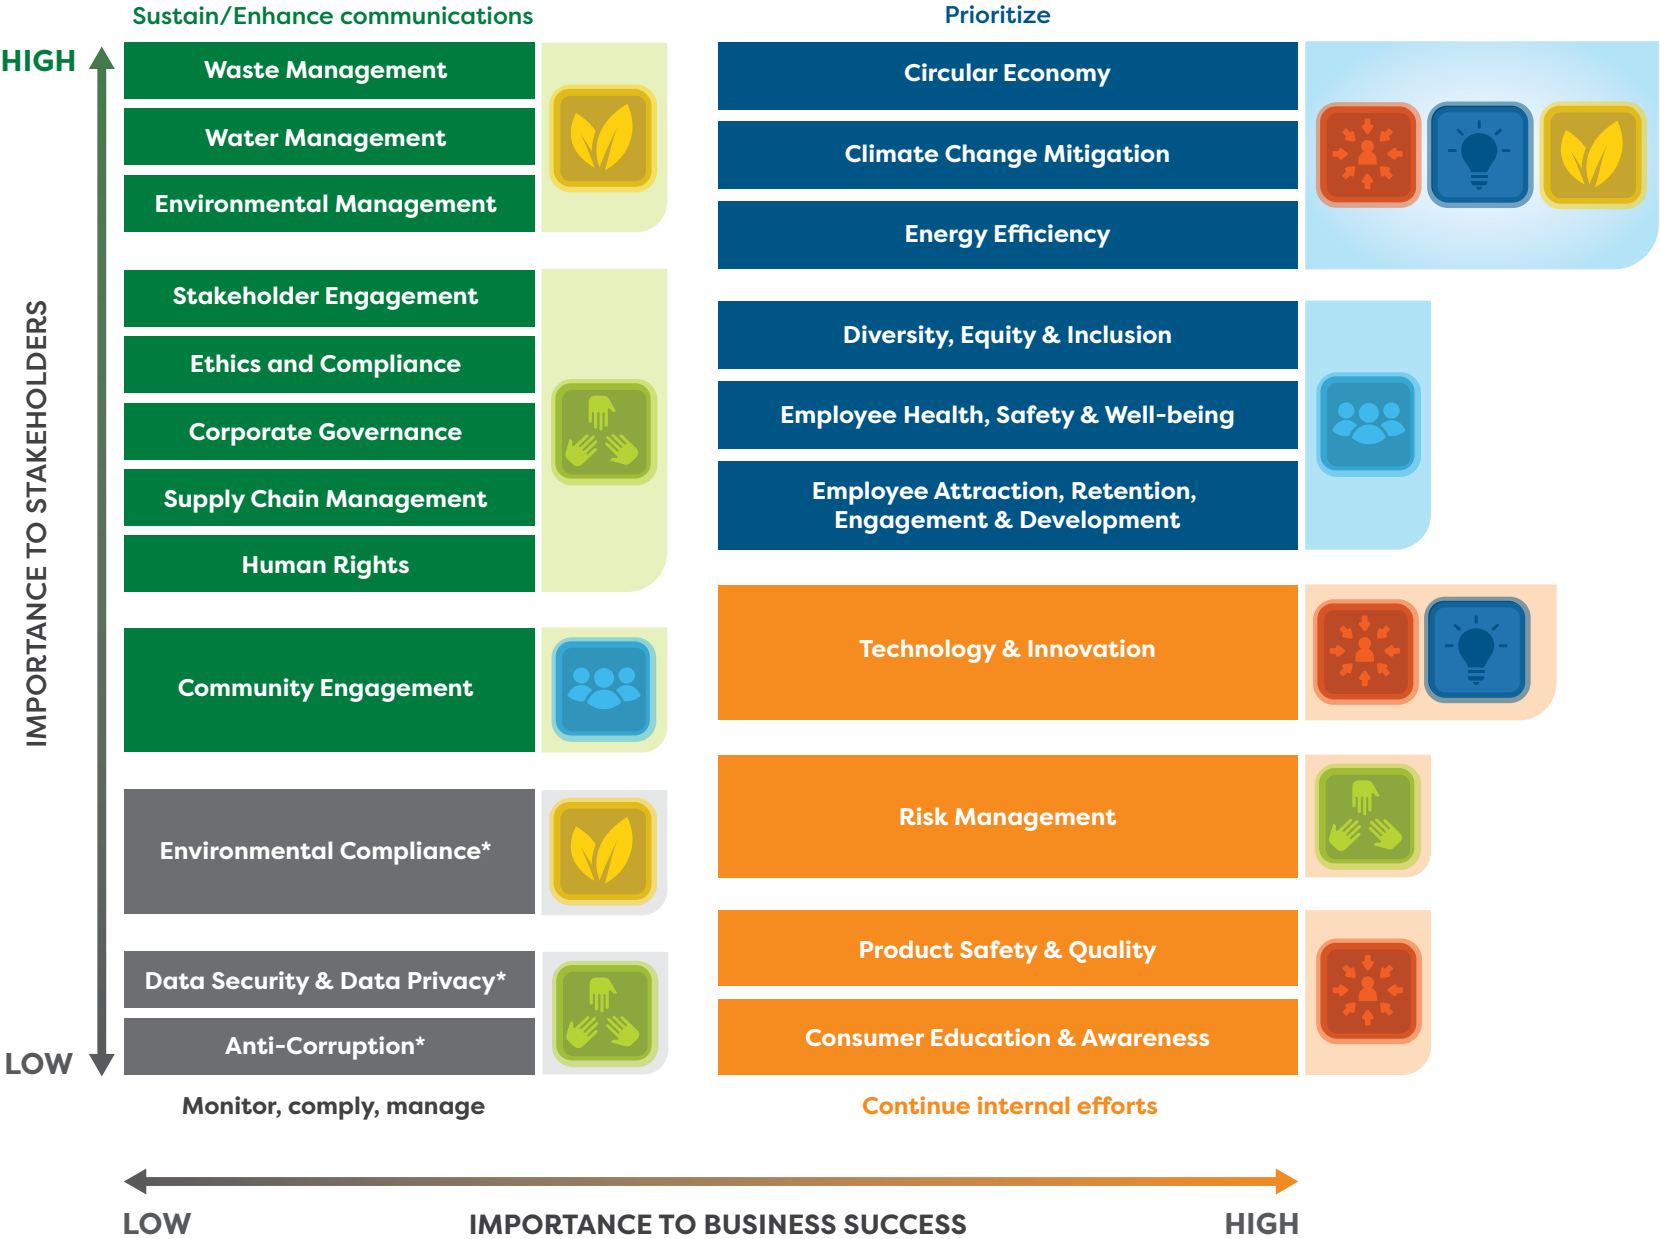 Sustain/Enhance communications
Prioritize
HIGH
IMPORTANCE TO STAKEHOLDERS
LOW
Waste Management
Water Management
Environmental Management
Stakeholder Engagement
Ethics and Compliance
Corporate Governance
Supply Chain Management
Human Rights
Community Engagement
Environmental Compliance*
Data Security & Data Privacy*
Anti-Corruption*
Monitor, comply, manage
Circular Economy
Climate Change Mitigation
Energy Efficiency
Diversity, Equity & Inclusion
Employee Health, Safety & Well-being
Employee Attraction, Retention,
Engagement & Development
Technology & Innovation
Risk Management
Product Safety & Quality
Consumer Education & Awareness
Continue internal efforts
LOW
IMPORTANCE TO BUSINESS SUCCESS
HIGH